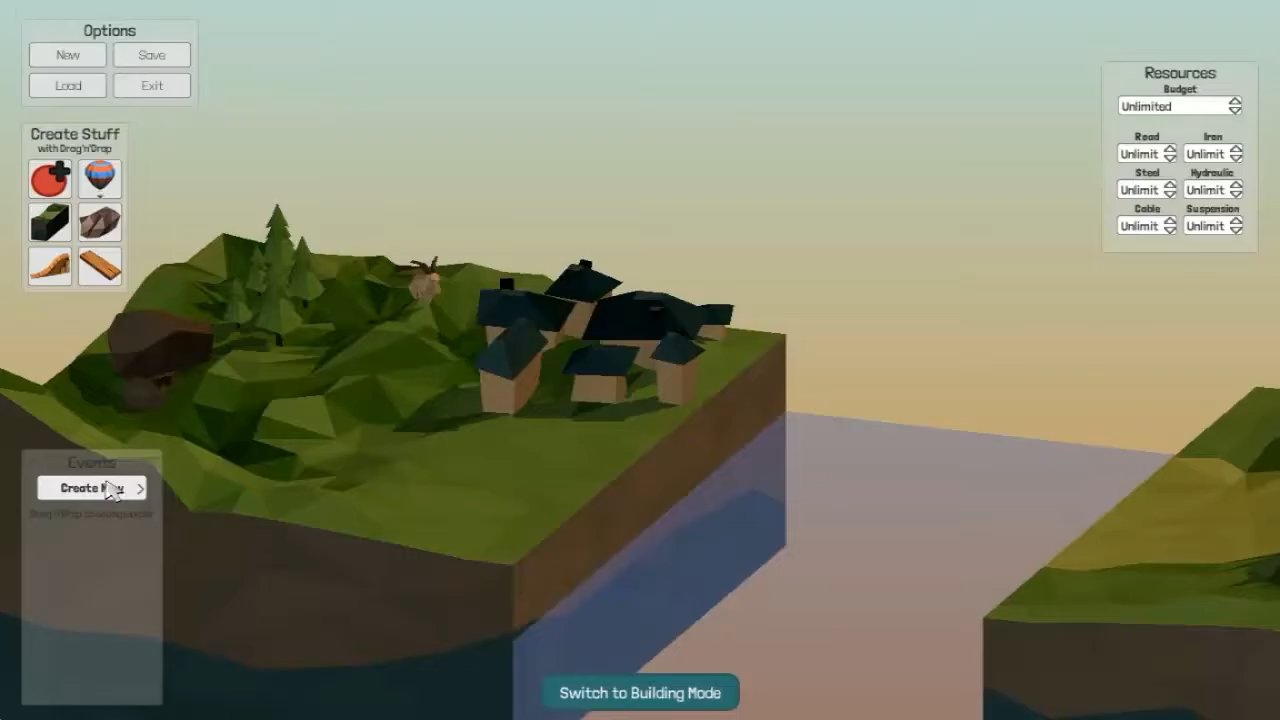 Options
New
Save
Load
Exit
Create Stuff
with Drag'n'Drop
Events
Create
Resources
Budget
Unlimited
Road
Iron
Unlimit
Unlimit
Steel
Hydraulic
Unlimit
Unlimit
Cable
Suspension
Unlimit
Unlimit
Switch to Building Mode